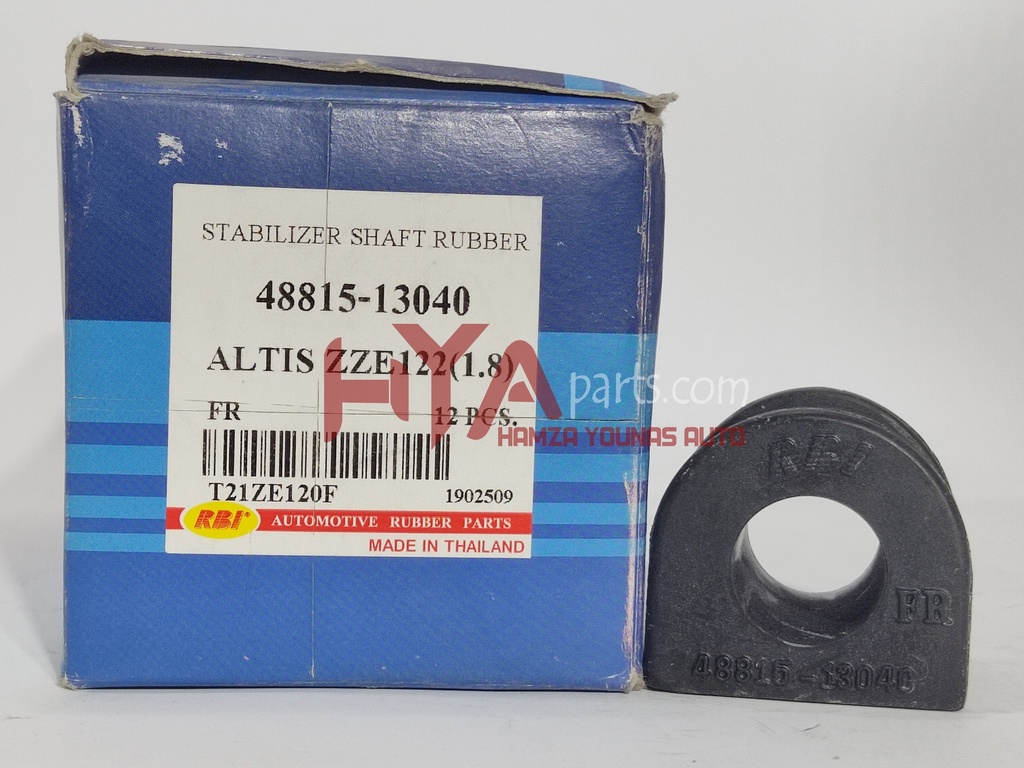 STABILIZER SHAFT RUBBER
48815-13040
ALTIS ZZE122(1.8)
FR
12 PCS.
T21ZE120F
1902509
RBI®
AUTOMOTIVE RUBBER PARTS
MADE IN THAILAND
HYA parts.com
HAMZA YOUNAS AUTO
RBI
FR
48815-13040